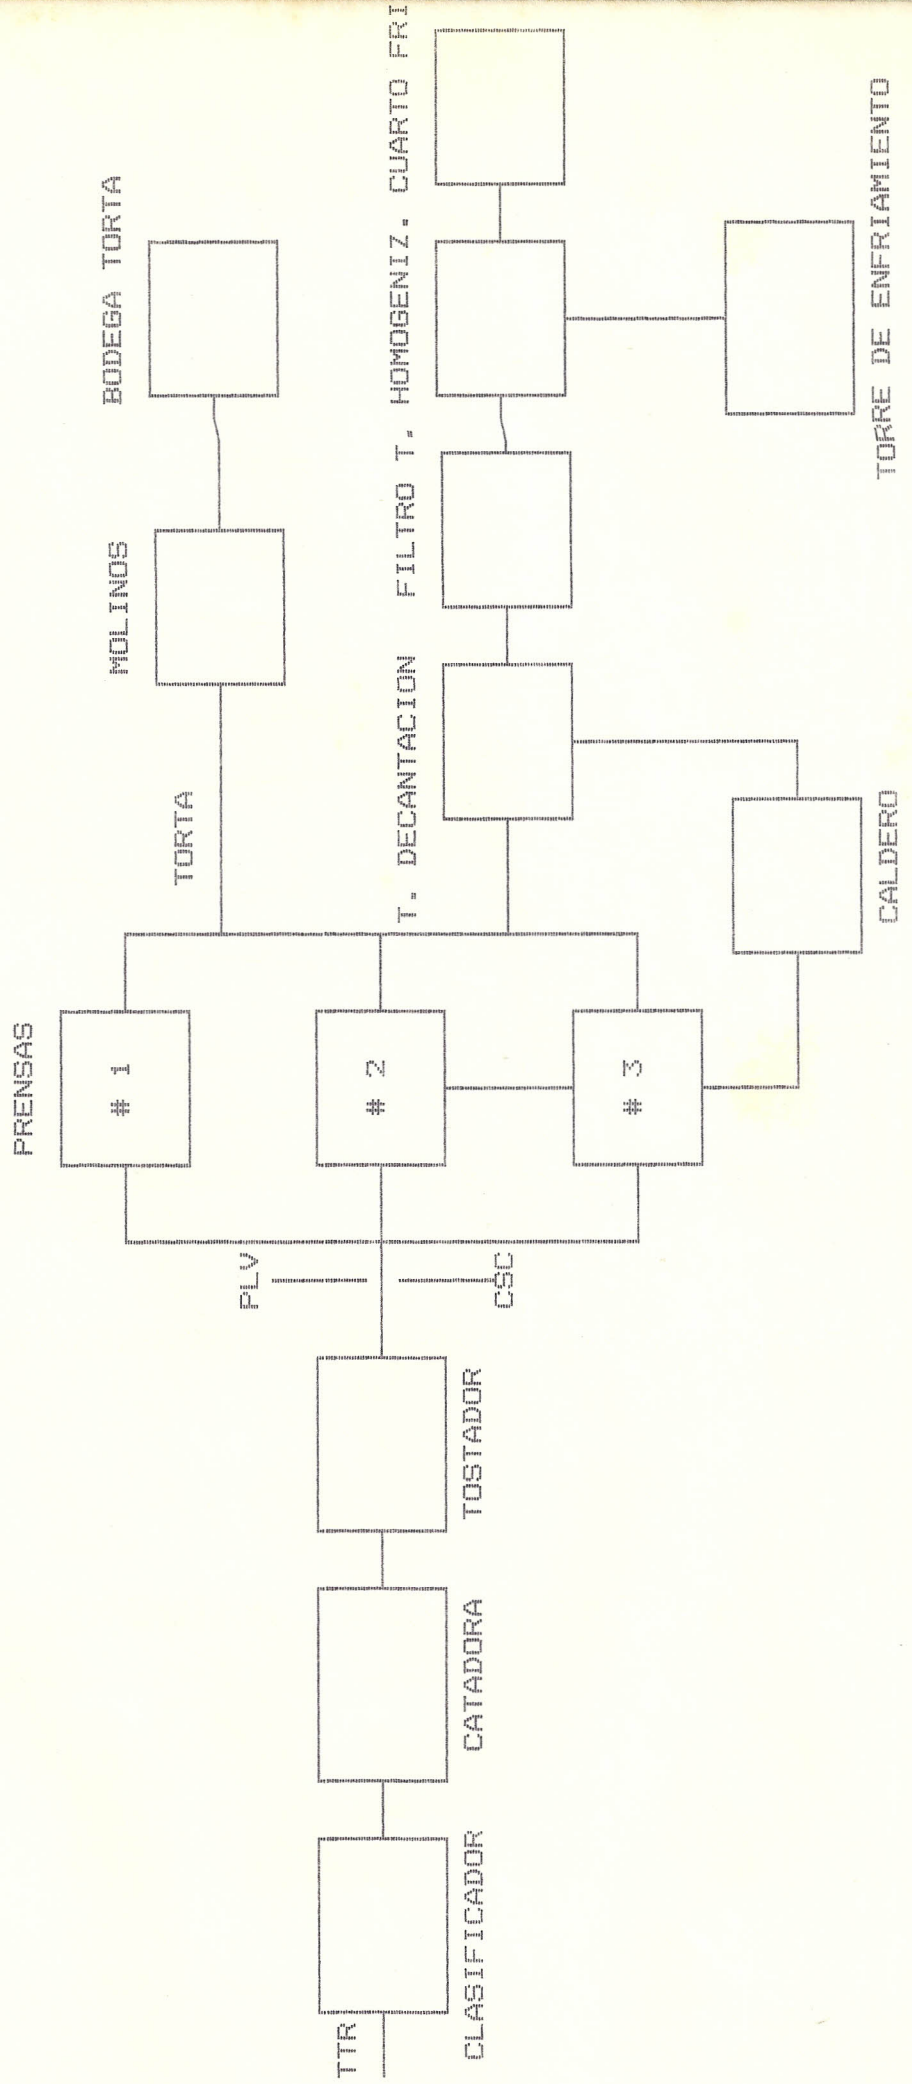 TTR
CLASIFICADOR
CATADORA
TOSTADOR
PLV
CSC
PRENSAS
# 1
# 2
# 3
TORTA
MOLINOS
BODEGA TORTA
T. DECANTACION FILTRO T. HOMOGENIZ. CUARTO FRI
CALDERO
TORRE DE ENFRIAMIENTO